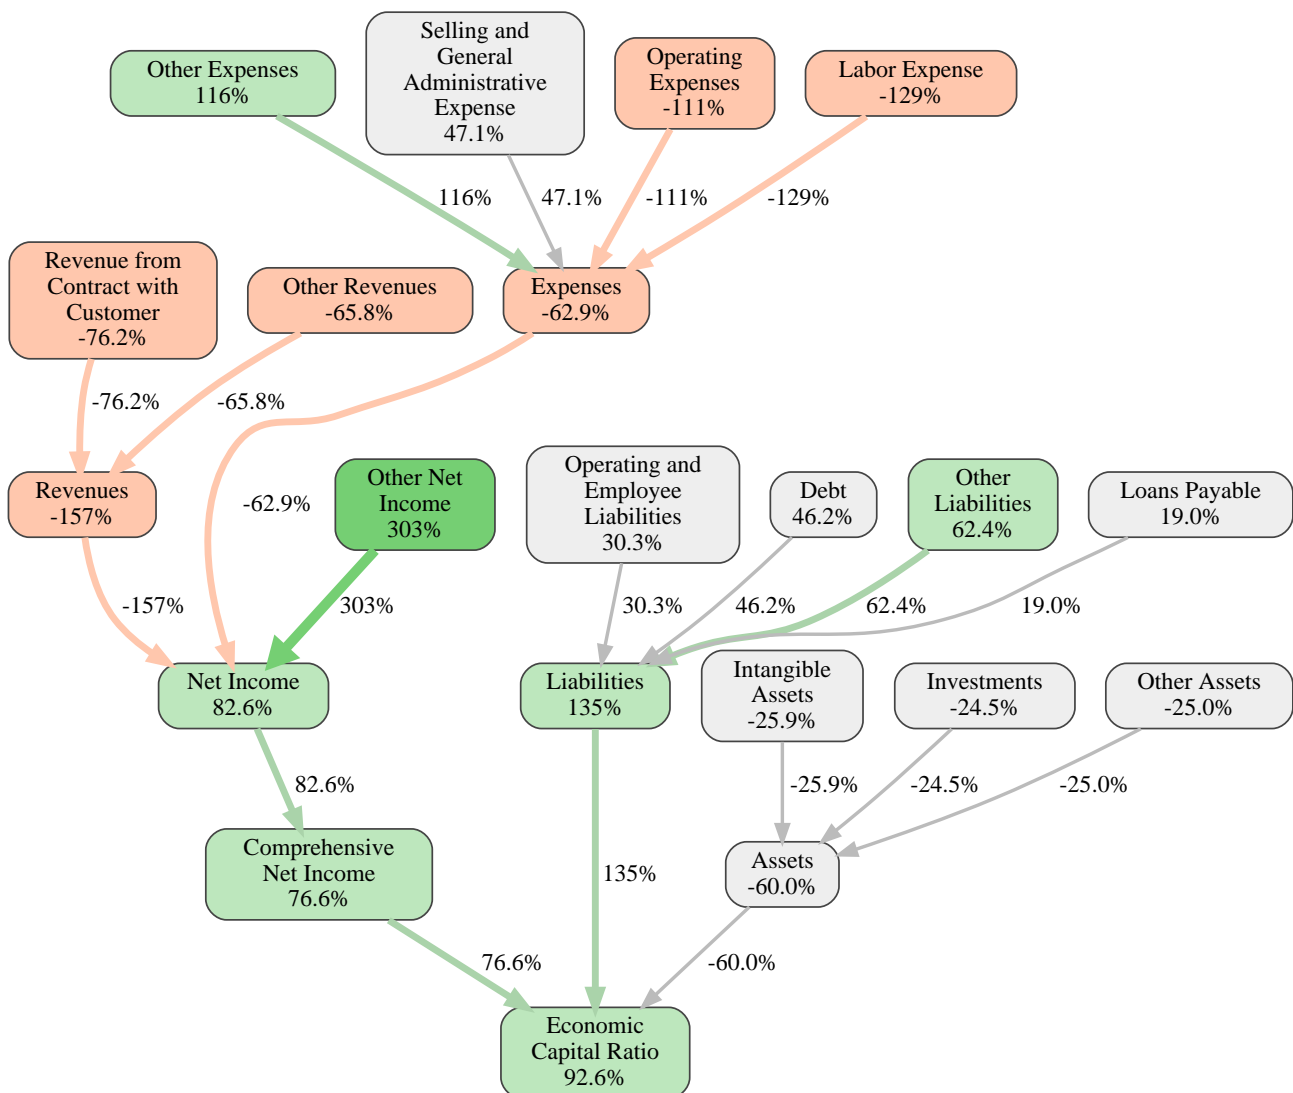 Selling and
General
Administrative
Expense
47.1%
Other Expenses
116%
Operating
Expenses
-111%
Labor Expense
-129%
116%
47.1%
-111%
-129%
Revenue from
Contract with
Customer
-76.2%
Other Revenues
-65.8%
Expenses
-62.9%
-76.2%
-65.8%
Revenues
-157%
-62.9%
Other Net
Income
303%
Operating and
Employee
Liabilities
30.3%
Debt
46.2%
Other
Liabilities
62.4%
Loans Payable
19.0%
-157%
303%
30.3%
46.2%
62.4%
19.0%
Net Income
82.6%
Liabilities
135%
Intangible
Assets
-25.9%
Investments
-24.5%
Other Assets
-25.0%
82.6%
-25.9%
-24.5%
-25.0%
Comprehensive
Net Income
76.6%
135%
Assets
-60.0%
76.6%
-60.0%
Economic
Capital Ratio
92.6%